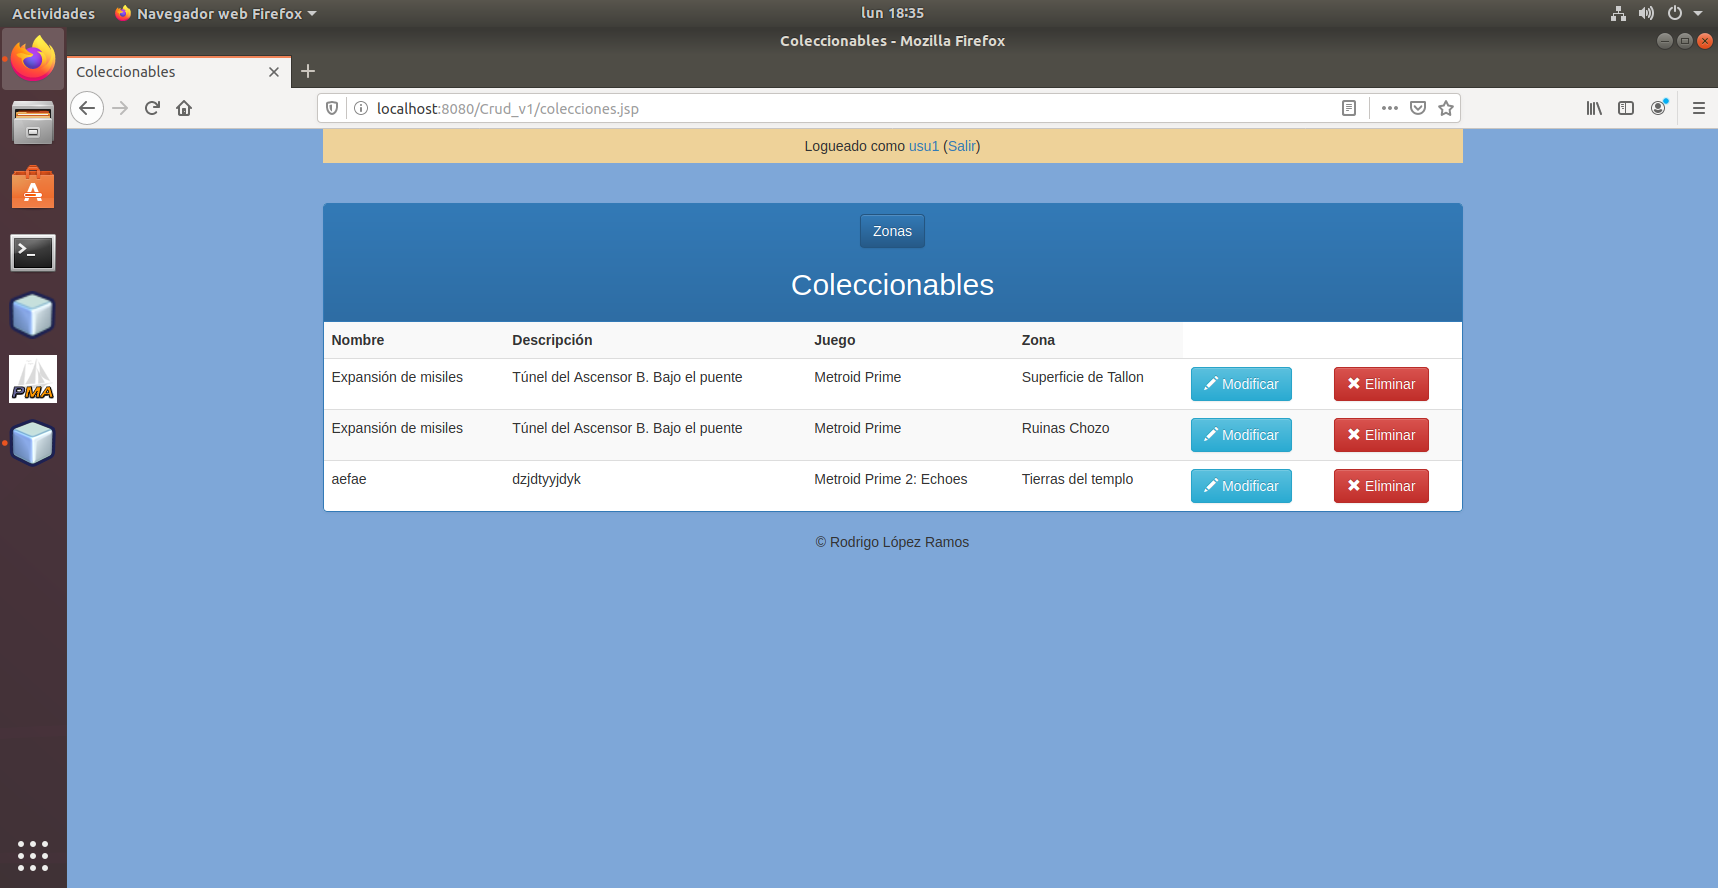 Actividades Navegador web Firefox lun 18:35
Coleccionables - Mozilla Firefox
Coleccionables
localhost:8080/Crud_v1/colecciones.jsp
Logueado como usu1 (Salir)
Zonas
Coleccionables
Nombre Descripción Juego Zona
Expansión de misiles Túnel del Ascensor B. Bajo el puente Metroid Prime Superficie de Tallon Modificar Eliminar
Expansión de misiles Túnel del Ascensor B. Bajo el puente Metroid Prime Ruinas Chozo Modificar Eliminar
aefae dzjdtyyjdyk Metroid Prime 2: Echoes Tierras del templo Modificar Eliminar
© Rodrigo López Ramos
PMA